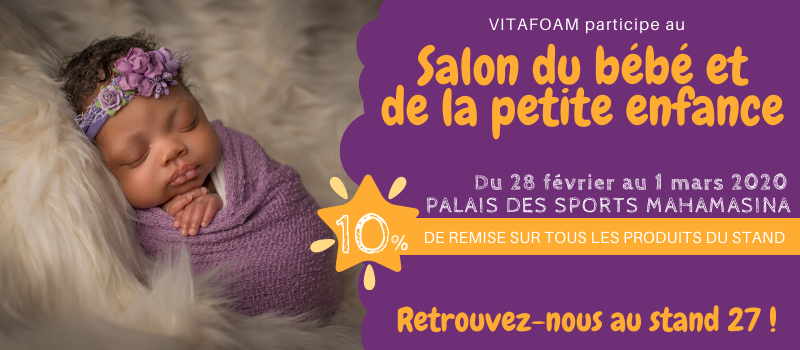 VITAFOAM participe au
Salon du bébé et
de la petite enfance
Du 28 février au 1 mars 2020
PALAIS DES SPORTS MAHAMASINA
10%
DE REMISE SUR TOUS LES PRODUITS DU STAND
Retrouvez-nous au stand 27 !